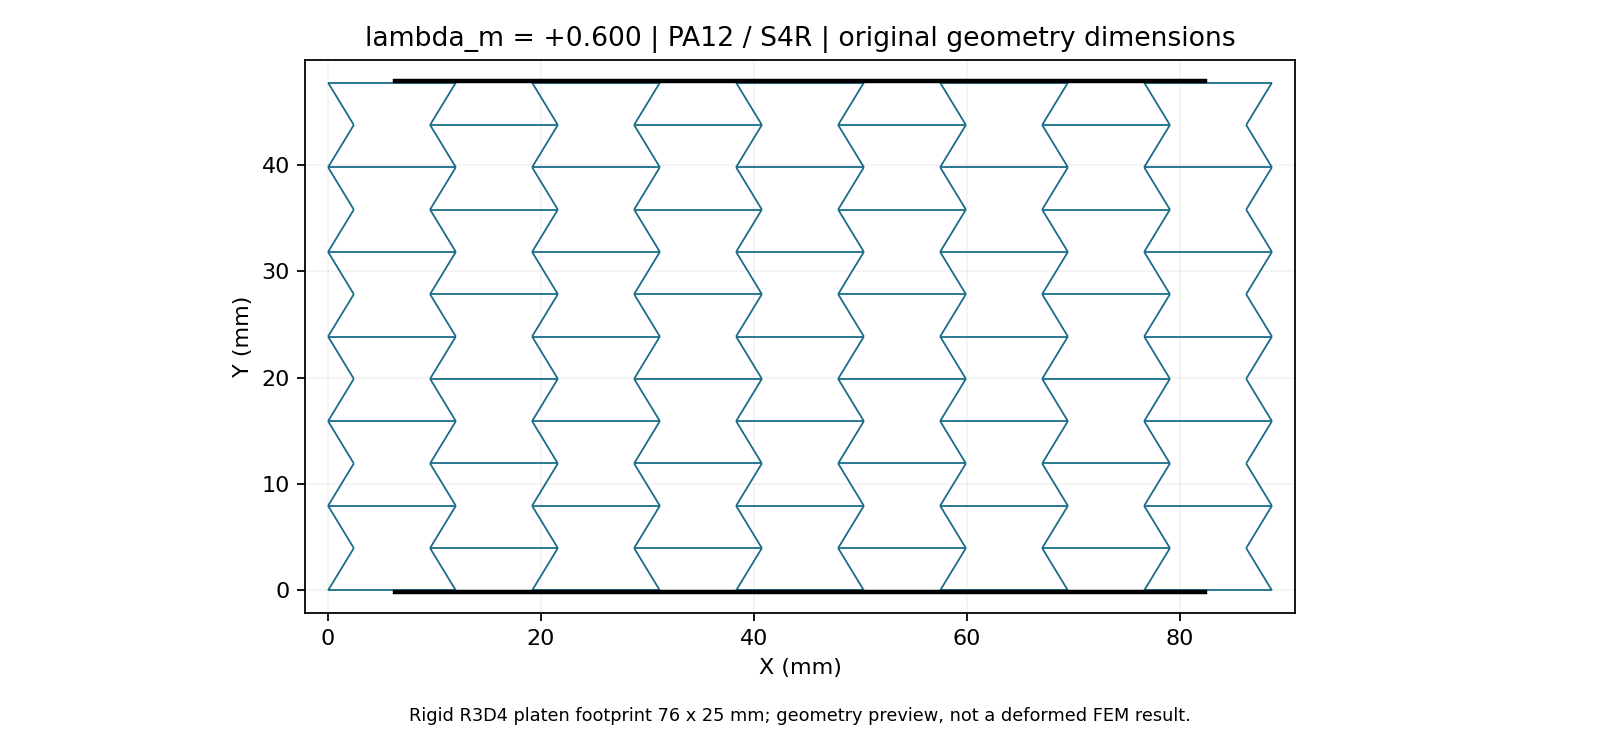 lambda_m = +0.600 | PA12 / S4R | original geometry dimensions
40
30
20
10
0
Y (mm)
0 20 40 60 80
X (mm)
Rigid R3D4 platen footprint 76 x 25 mm; geometry preview, not a deformed FEM result.